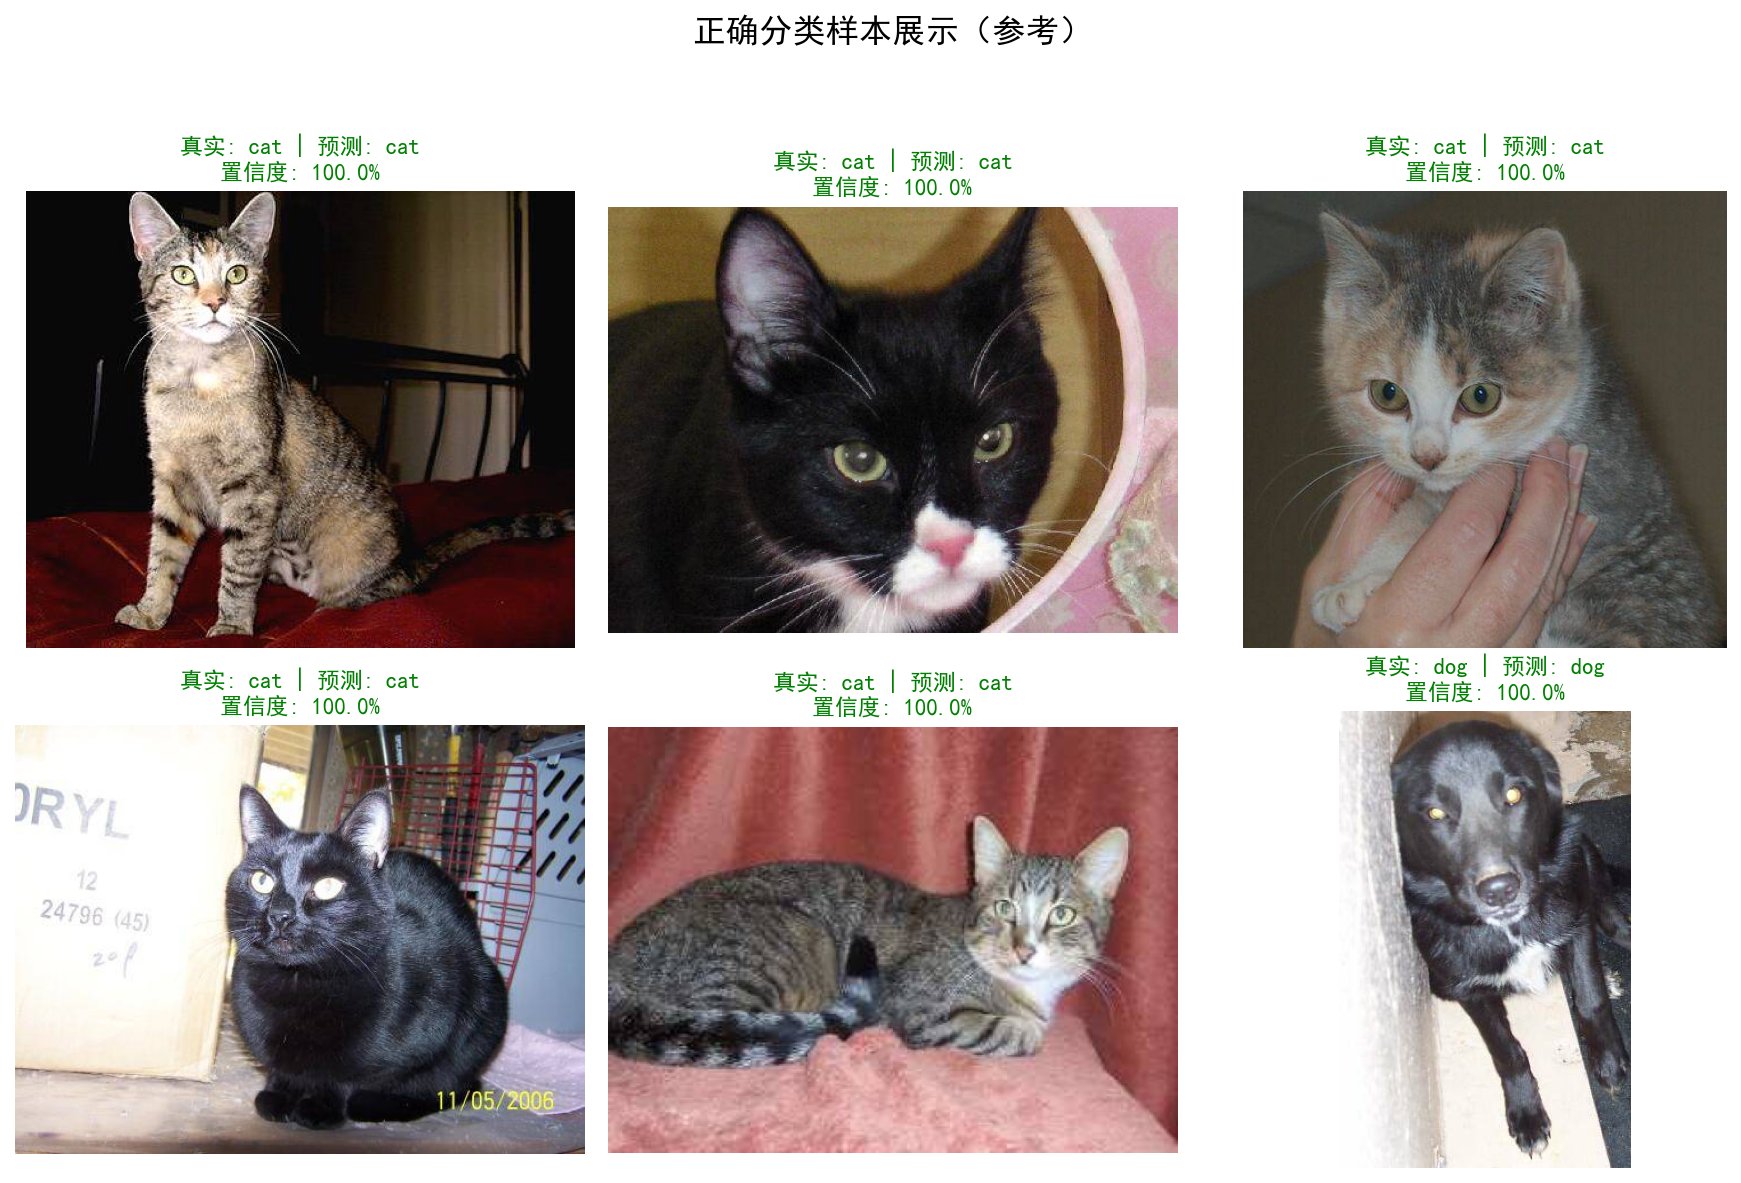 正确分类样本展示（参考）
真实: cat | 预测: cat
置信度: 100.0%
真实: cat | 预测: cat
置信度: 100.0%
真实: cat | 预测: cat
置信度: 100.0%
真实: cat | 预测: cat
置信度: 100.0%
真实: cat | 预测: cat
置信度: 100.0%
真实: dog | 预测: dog
置信度: 100.0%
ORYL
12
24796 (45)
11/05/2006